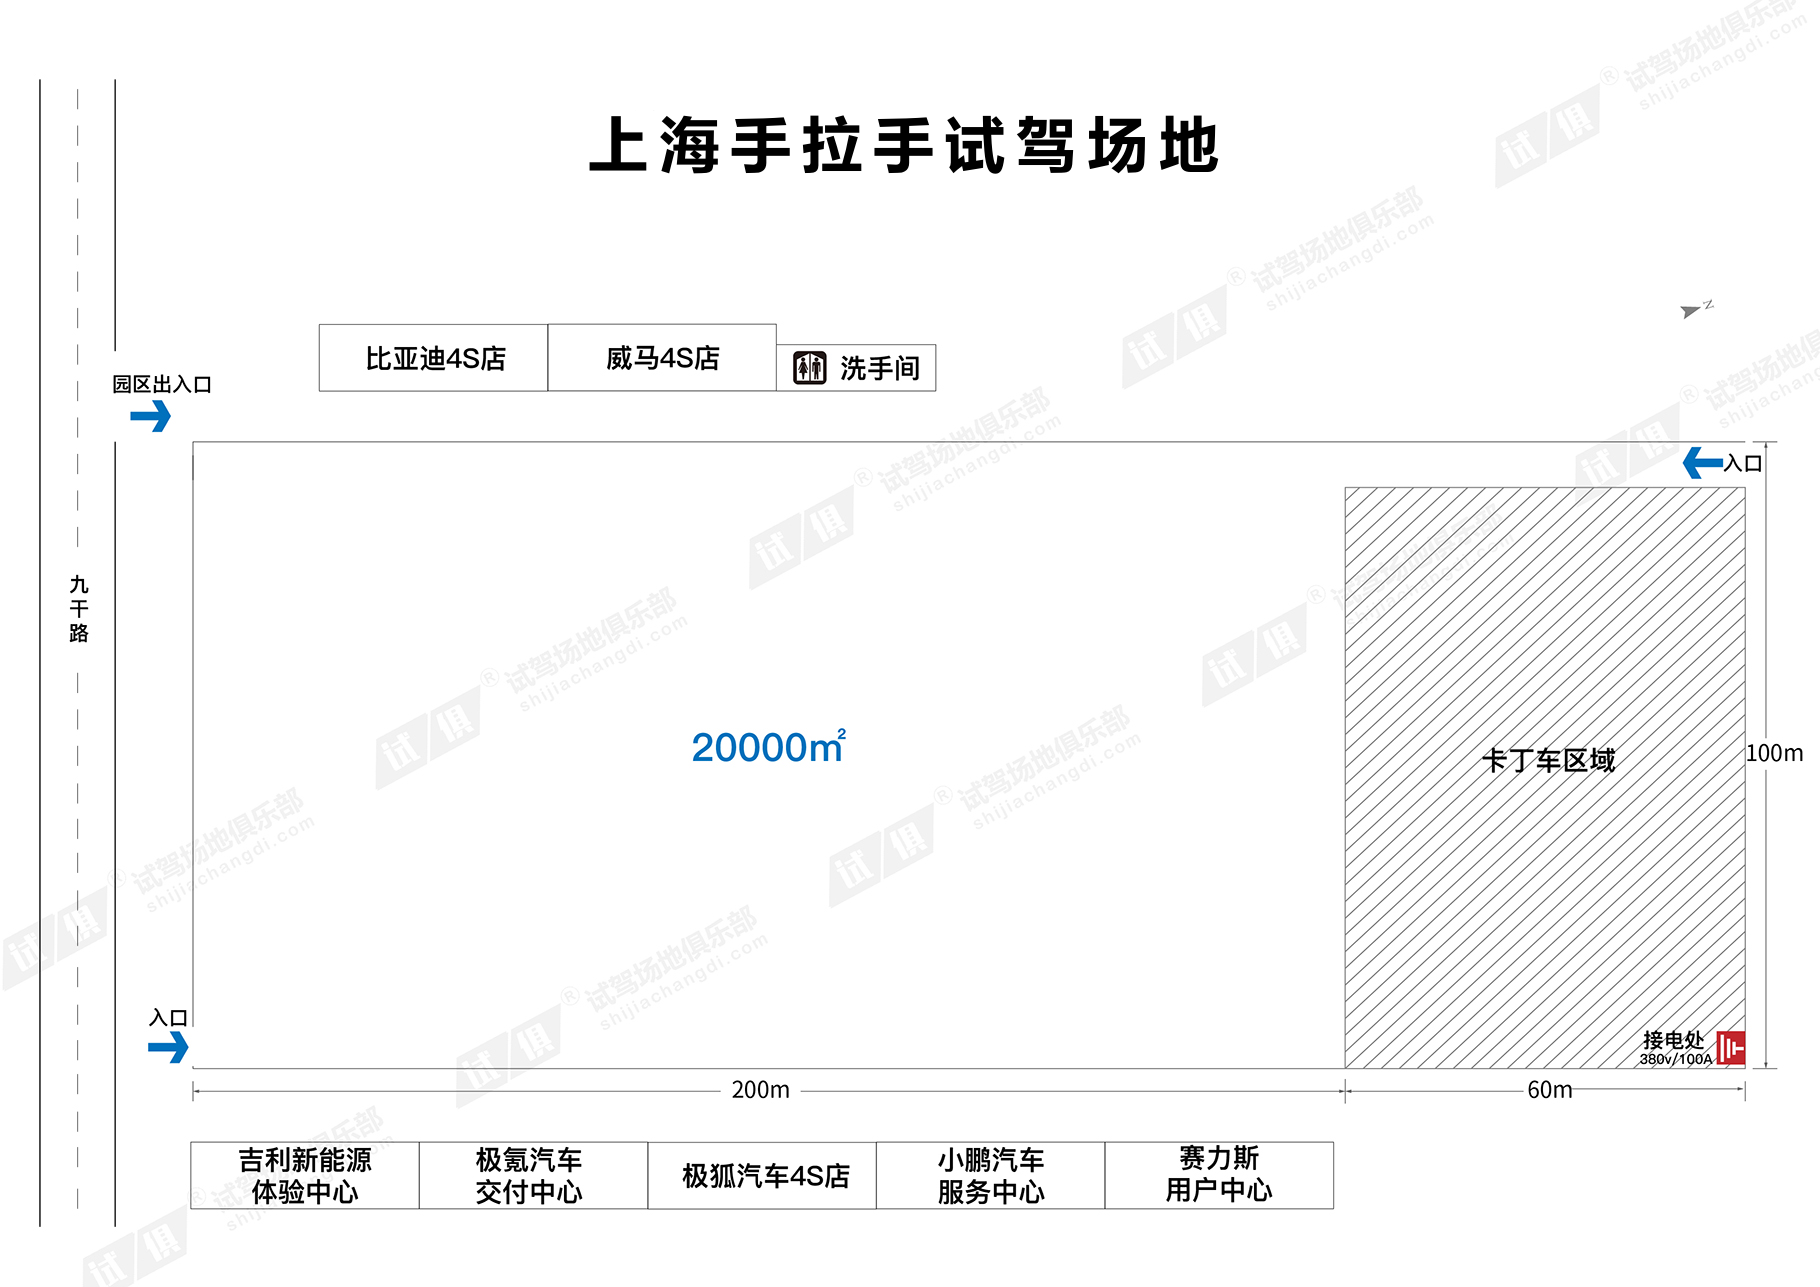 上海手拉手试驾场地
N
比亚迪4S店
威马4S店
洗手间
园区出入口
入口
九干路
20000m²
卡丁车区域
100m
入口
接电处
380v/100A
200m
60m
吉利新能源
体验中心
极氪汽车
交付中心
极狐汽车4S店
小鹏汽车
服务中心
赛力斯
用户中心
试俱®试驾场地俱乐部
shijiachangdi.com